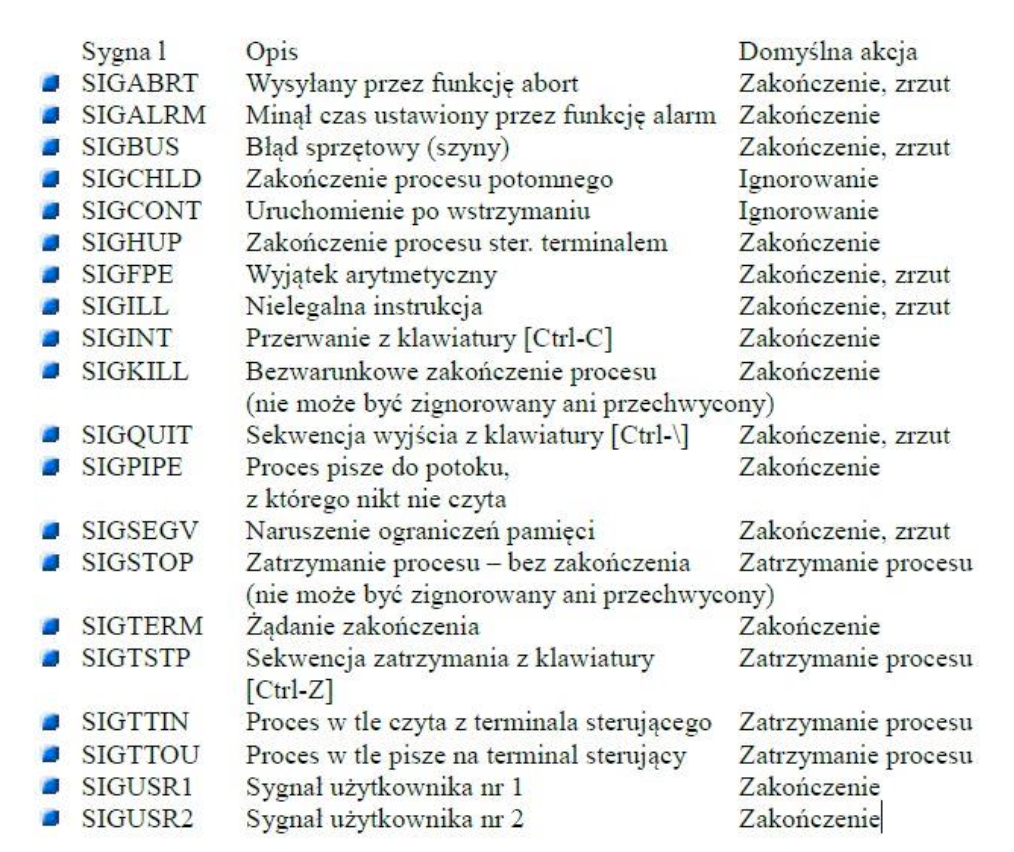 Sygna l Opis Domyślna akcja
SIGABRT Wysyłany przez funkcję abort Zakończenie, zrzut
SIGALRM Minął czas ustawiony przez funkcję alarm Zakończenie
SIGBUS Błąd sprzętowy (szyny) Zakończenie, zrzut
SIGCHLD Zakończenie procesu potomnego Ignorowanie
SIGCONT Uruchomienie po wstrzymaniu Ignorowanie
SIGHUP Zakończenie procesu ster. terminalem Zakończenie
SIGFPE Wyjątek arytmetyczny Zakończenie, zrzut
SIGILL Nielegalna instrukcja Zakończenie, zrzut
SIGINT Przerwanie z klawiatury [Ctrl-C] Zakończenie
SIGKILL Bezwarunkowe zakończenie procesu Zakończenie
(nie może być zignorowany ani przechwycony)
SIGQUIT Sekwencja wyjścia z klawiatury [Ctrl-\] Zakończenie, zrzut
SIGPIPE Proces pisze do potoku, Zakończenie
z którego nikt nie czyta
SIGSEGV Naruszenie ograniczeń pamięci Zakończenie, zrzut
SIGSTOP Zatrzymanie procesu – bez zakończenia Zatrzymanie procesu
(nie może być zignorowany ani przechwycony)
SIGTERM Żądanie zakończenia Zakończenie
SIGTSTP Sekwencja zatrzymania z klawiatury Zatrzymanie procesu
[Ctrl-Z]
SIGTTIN Proces w tle czyta z terminala sterującego Zatrzymanie procesu
SIGTTOU Proces w tle pisze na terminal sterujący Zatrzymanie procesu
SIGUSR1 Sygnał użytkownika nr 1 Zakończenie
SIGUSR2 Sygnał użytkownika nr 2 Zakończenie